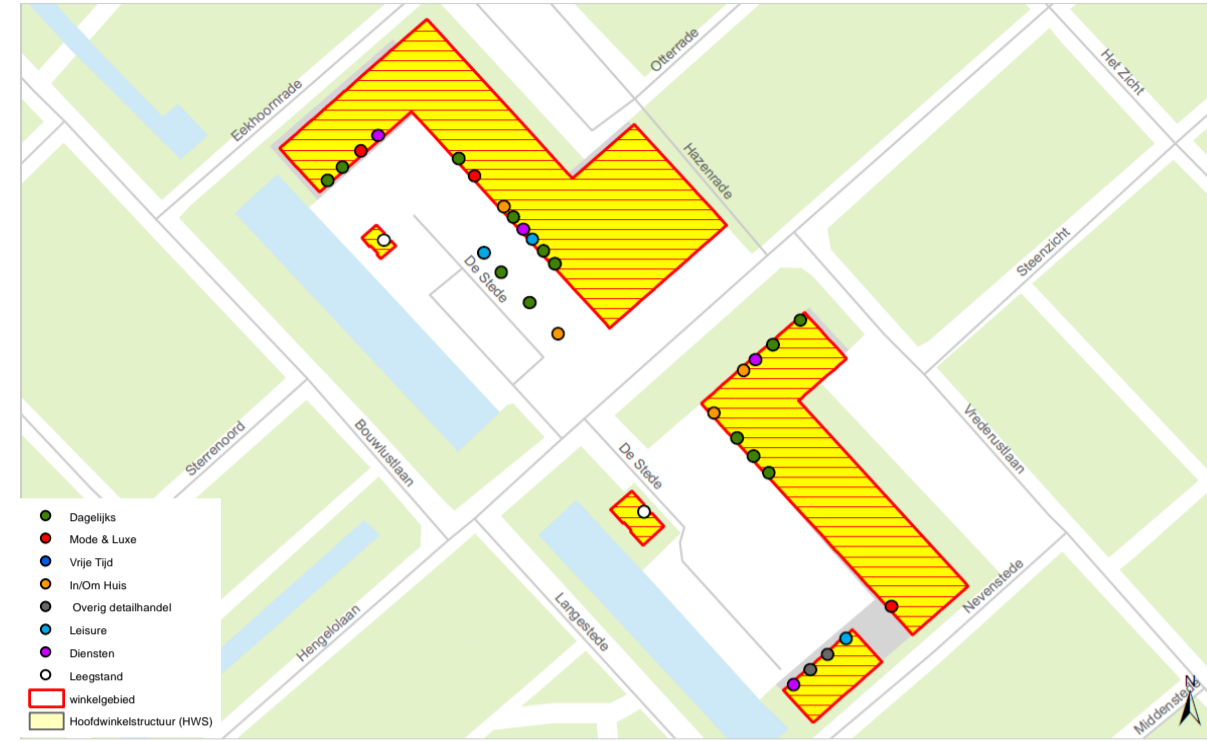 Otterrade
Het Zicht
Eekhoornrade
Hazenrade
Steenzicht
De Stede
Sterrenoord
Bouwlustlaan
De Stede
Vrederustlaan
Hengelolaan
Langestede
Nevenstede
Middenstede
N
Dagelijks
Mode & Luxe
Vrije Tijd
In/Om Huis
Overig detailhandel
Leisure
Diensten
Leegstand
winkelgebied
Hoofdwinkelstructuur (HWS)